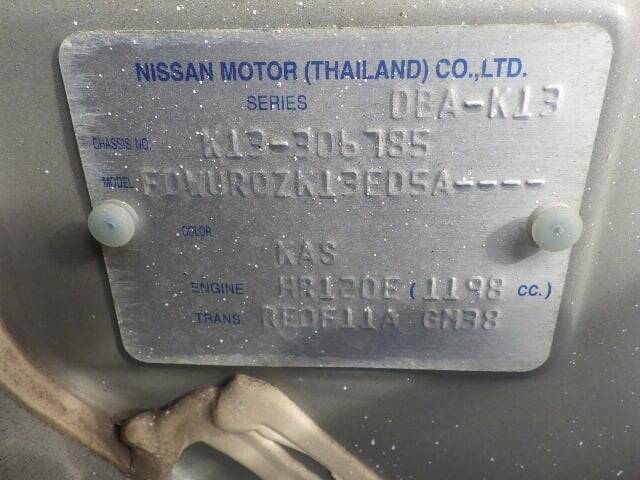 NISSAN MOTOR (THAILAND) CO.,LTD.
SERIES DBA-K13
CHASSIS NO. K13-306785
MODEL FDWUROZK13ED5A----
COLOR
KAS
ENGINE HR12DE (1198 CC.)
TRANS RE0F11A GM38